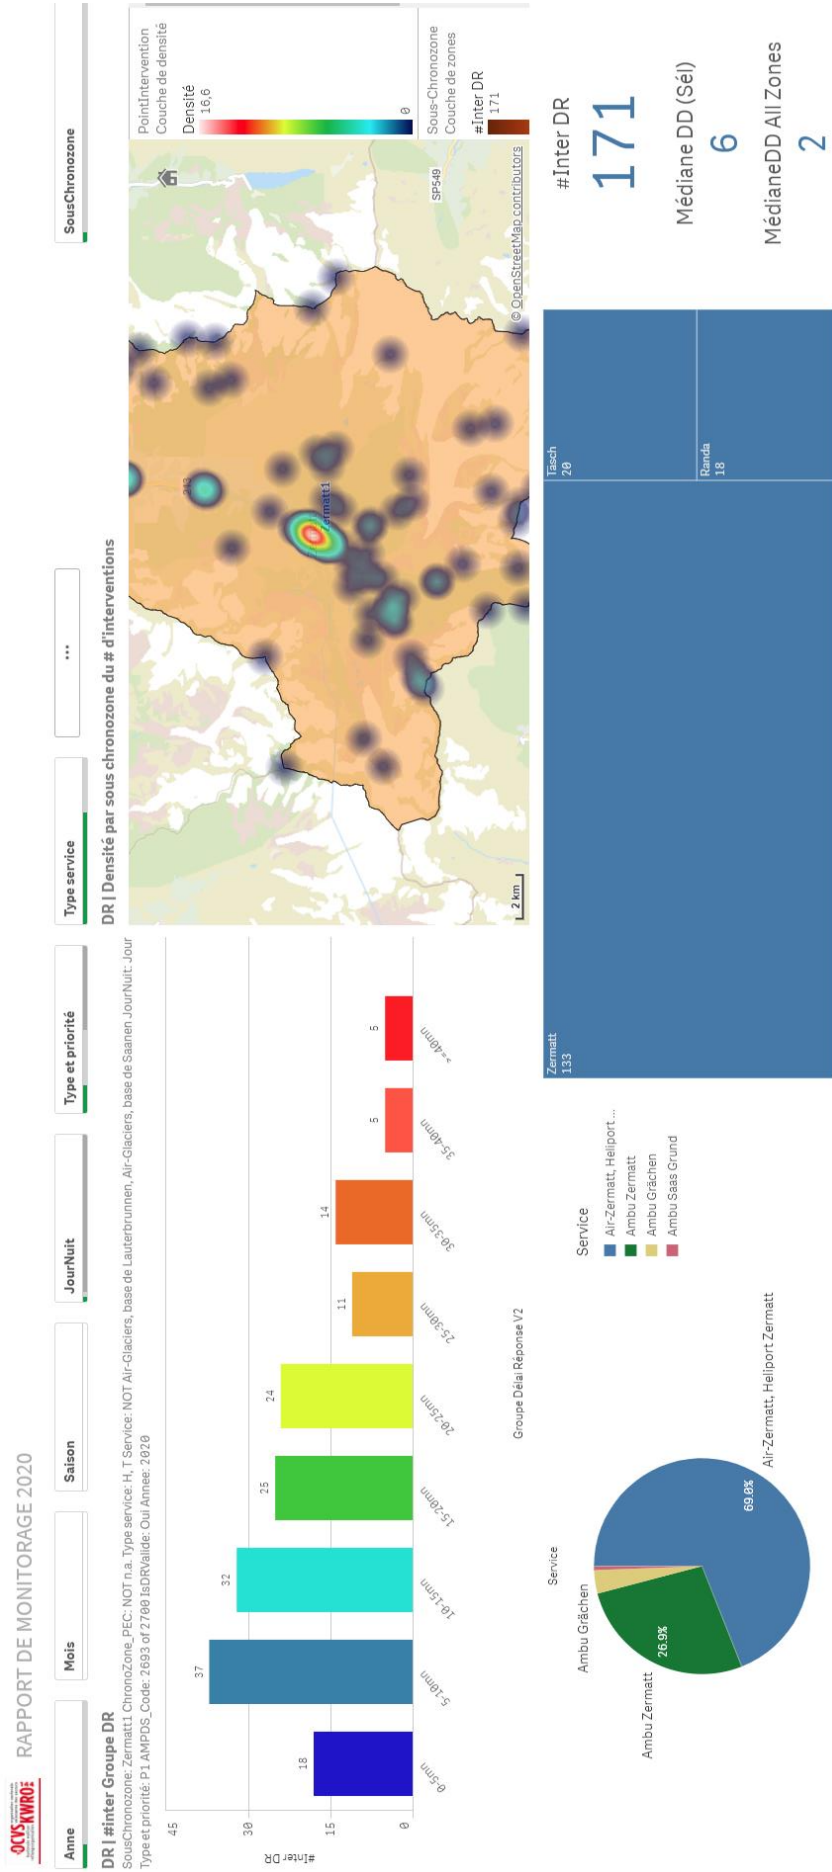 OCVS
KWRO
RAPPORT DE MONITORAGE 2020
Anne
Mois
Saison
JourNuit
Type et priorité
Type service
...
SousChronozone
DR | #inter Groupe DR
SousChronozone: Zermatt1 ChronoZone_PEC: NOT n.a. Type service: H, T Service: NOT Air-Glaciers, base de Lauterbrunnen, Air-Glaciers, base de Saanen JourNuit: Jour
Type et priorité: P1 AMPDS_Code: 2693 of 2700 IsDRValide: Oui Annee: 2020
#Inter DR
45
30
15
0
18
37
32
25
24
11
14
5
5
0-5mn
5-10mn
10-15mn
15-20mn
20-25mn
25-30mn
30-35mn
35-40mn
>=40mn
Groupe Délai Réponse V2
DR | Densité par sous chronozone du # d'interventions
Zermatt1
SP549
2 km
© OpenStreetMap contributors
PointIntervention
Couche de densité
Densité
16,6
0
Sous-Chronozone
Couche de zones
#Inter DR
171
Service
Ambu Grächen
Ambu Zermatt
26.9%
69.0%
Air-Zermatt, Heliport Zermatt
Service
Air-Zermatt, Heliport ...
Ambu Zermatt
Ambu Grächen
Ambu Saas Grund
Zermatt
133
Täsch
20
Randa
18
#Inter DR
171
Médiane DD (Sél)
6
MédianeDD All Zones
2